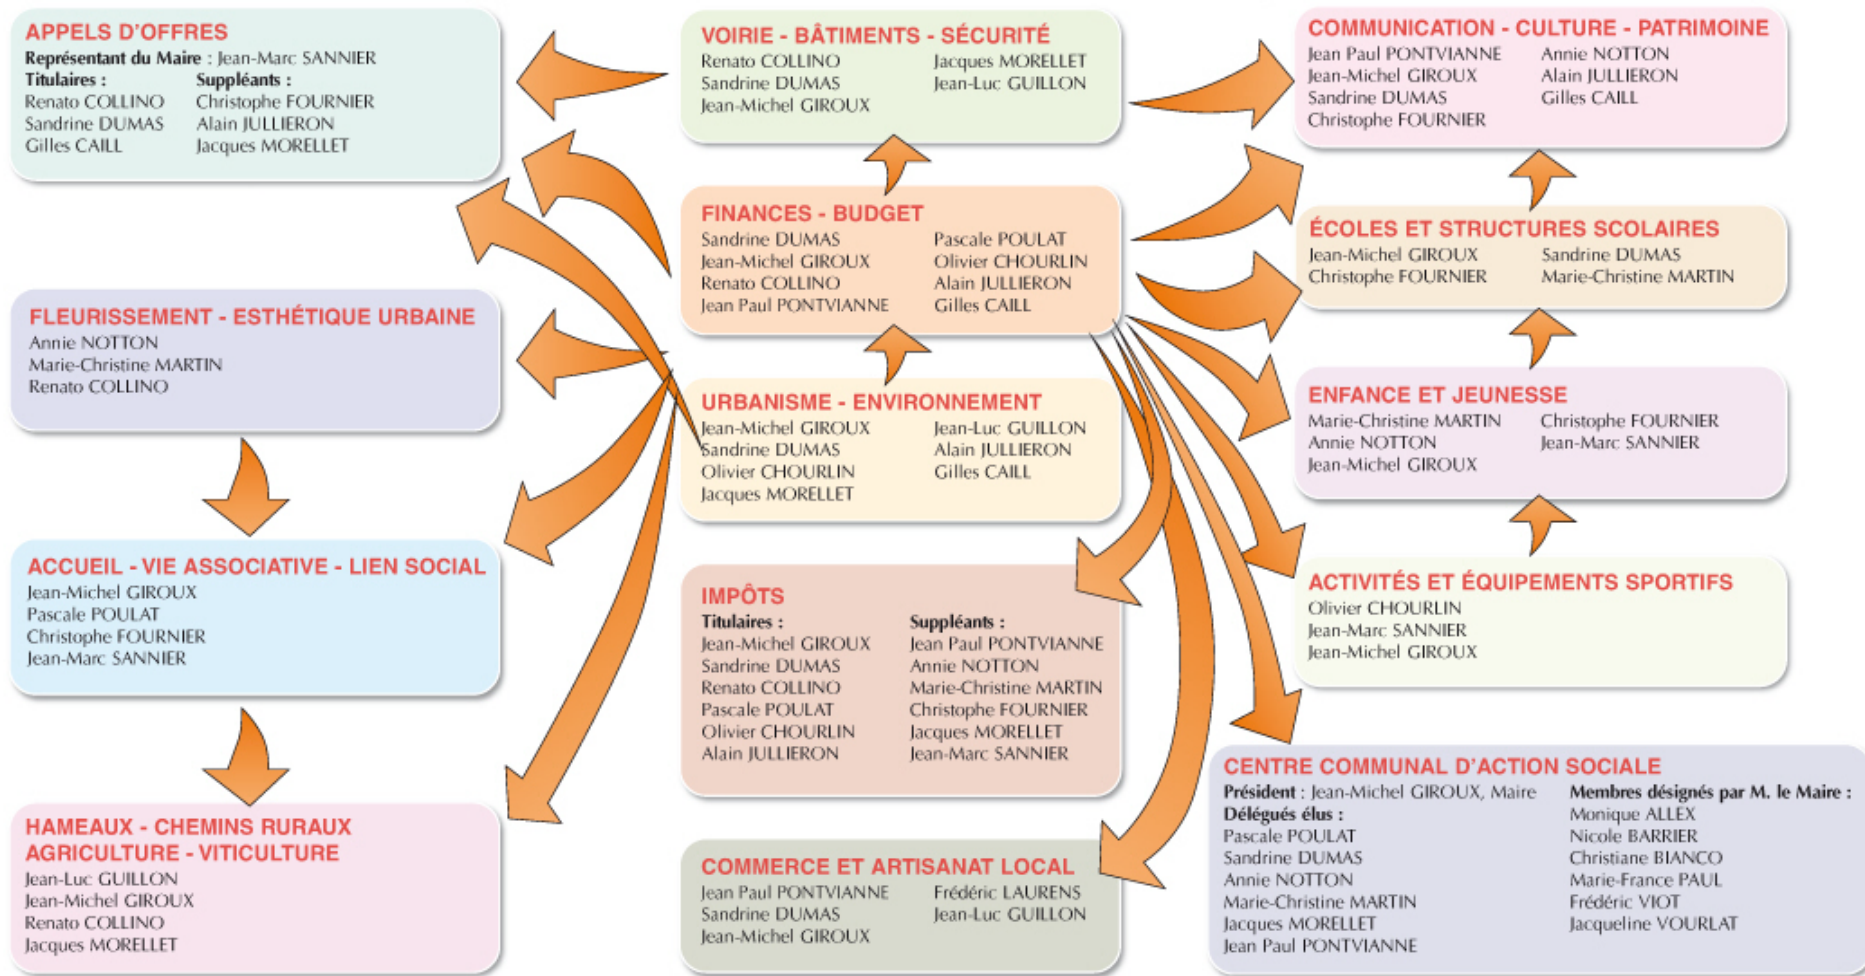 APPELS D'OFFRES
Représentant du Maire : Jean-Marc SANNIER
Titulaires : Suppléants :
Renato COLLINO Christophe FOURNIER
Sandrine DUMAS Alain JULLIERON
Gilles CAILL Jacques MORELLET
FLEURISSEMENT - ESTHÉTIQUE URBAINE
Annie NOTTON
Marie-Christine MARTIN
Renato COLLINO
ACCUEIL - VIE ASSOCIATIVE - LIEN SOCIAL
Jean-Michel GIROUX
Pascale POULAT
Christophe FOURNIER
Jean-Marc SANNIER
HAMEAUX - CHEMINS RURAUX
AGRICULTURE - VITICULTURE
Jean-Luc GUILLON
Jean-Michel GIROUX
Renato COLLINO
Jacques MORELLET
VOIRIE - BÂTIMENTS - SÉCURITÉ
Renato COLLINO Jacques MORELLET
Sandrine DUMAS Jean-Luc GUILLON
Jean-Michel GIROUX
FINANCES - BUDGET
Sandrine DUMAS Pascale POULAT
Jean-Michel GIROUX Olivier CHOURLIN
Renato COLLINO Alain JULLIERON
Jean Paul PONTVIANNE Gilles CAILL
URBANISME - ENVIRONNEMENT
Jean-Michel GIROUX Jean-Luc GUILLON
Sandrine DUMAS Alain JULLIERON
Olivier CHOURLIN Gilles CAILL
Jacques MORELLET
IMPÔTS
Titulaires : Suppléants :
Jean-Michel GIROUX Jean Paul PONTVIANNE
Sandrine DUMAS Annie NOTTON
Renato COLLINO Marie-Christine MARTIN
Pascale POULAT Christophe FOURNIER
Olivier CHOURLIN Jacques MORELLET
Alain JULLIERON Jean-Marc SANNIER
COMMERCE ET ARTISANAT LOCAL
Jean Paul PONTVIANNE Frédéric LAURENS
Sandrine DUMAS Jean-Luc GUILLON
Jean-Michel GIROUX
COMMUNICATION - CULTURE - PATRIMOINE
Jean Paul PONTVIANNE Annie NOTTON
Jean-Michel GIROUX Alain JULLIERON
Sandrine DUMAS Gilles CAILL
Christophe FOURNIER
ÉCOLES ET STRUCTURES SCOLAIRES
Jean-Michel GIROUX Sandrine DUMAS
Christophe FOURNIER Marie-Christine MARTIN
ENFANCE ET JEUNESSE
Marie-Christine MARTIN Christophe FOURNIER
Annie NOTTON Jean-Marc SANNIER
Jean-Michel GIROUX
ACTIVITÉS ET ÉQUIPEMENTS SPORTIFS
Olivier CHOURLIN
Jean-Marc SANNIER
Jean-Michel GIROUX
CENTRE COMMUNAL D'ACTION SOCIALE
Président : Jean-Michel GIROUX, Maire Membres désignés par M. le Maire :
Délégués élus : Monique ALLEX
Pascale POULAT Nicole BARRIER
Sandrine DUMAS Christiane BIANCO
Annie NOTTON Marie-France PAUL
Marie-Christine MARTIN Frédéric VIOT
Jacques MORELLET Jacqueline VOURLAT
Jean Paul PONTVIANNE